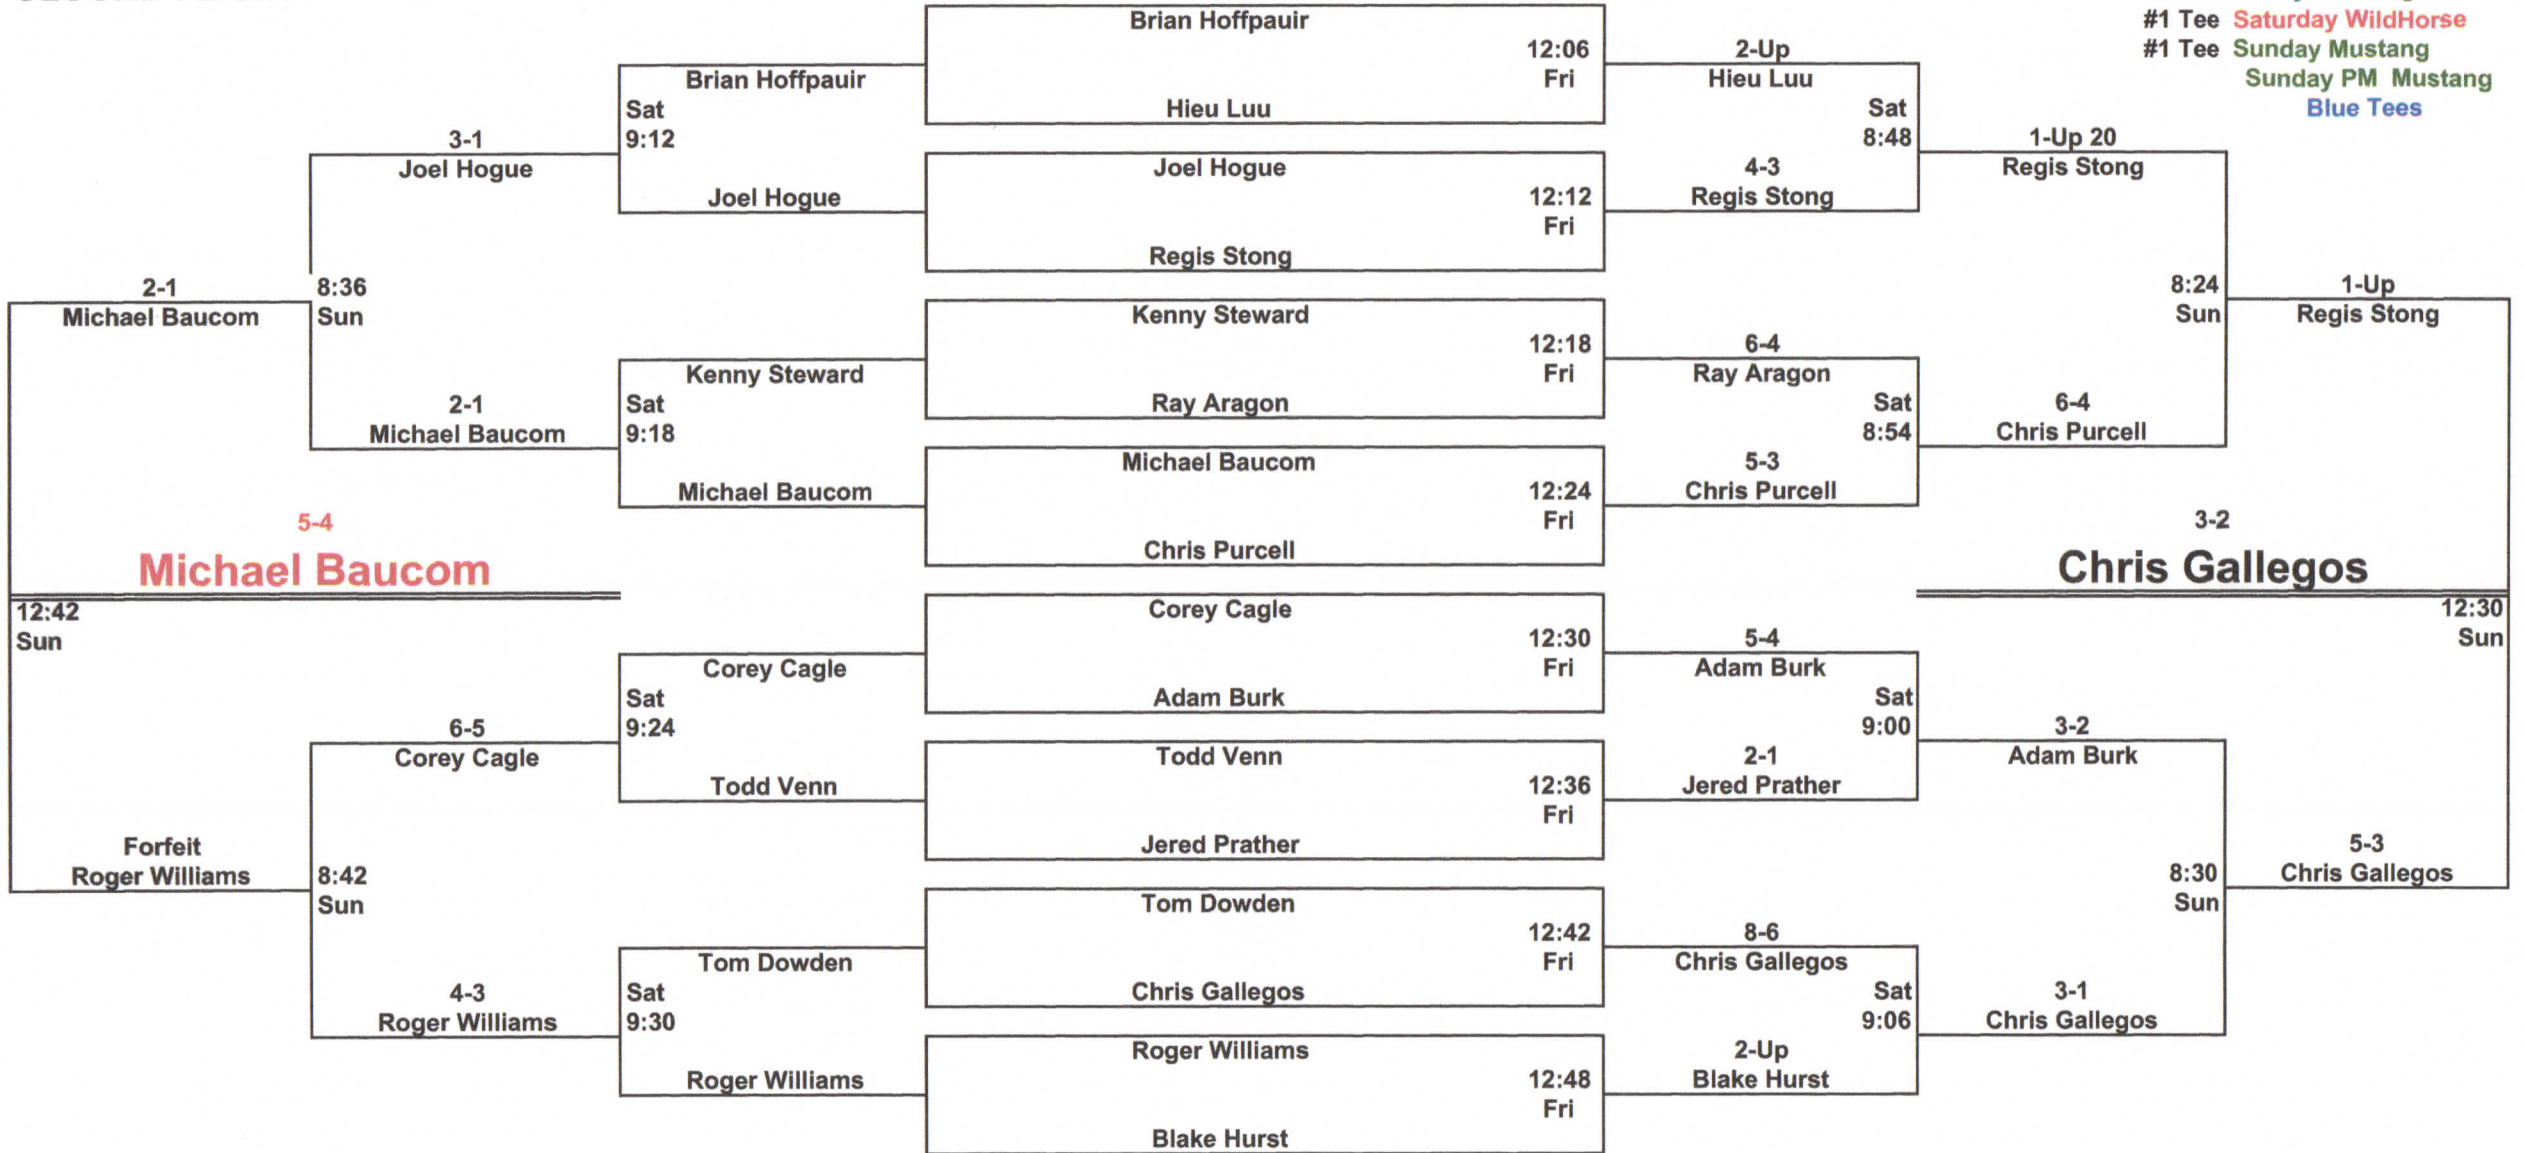 #1 Tee Saturday WildHorse
#1 Tee Sunday Mustang
Sunday PM Mustang
Blue Tees
2-1
Michael Baucom
8:36
Sun
5-4
Michael Baucom
12:42
Sun
Forfeit
Roger Williams
8:42
Sun
3-1
Joel Hogue
2-1
Michael Baucom
6-5
Corey Cagle
4-3
Roger Williams
Brian Hoffpauir
Sat
9:12
Joel Hogue
Kenny Steward
Sat
9:18
Michael Baucom
Corey Cagle
Sat
9:24
Todd Venn
Tom Dowden
Sat
9:30
Roger Williams
Brian Hoffpauir
12:06
Fri
Hieu Luu
Joel Hogue
12:12
Fri
Regis Stong
Kenny Steward
12:18
Fri
Ray Aragon
Michael Baucom
12:24
Fri
Chris Purcell
Corey Cagle
12:30
Fri
Adam Burk
Todd Venn
12:36
Fri
Jered Prather
Tom Dowden
12:42
Fri
Chris Gallegos
Roger Williams
12:48
Fri
Blake Hurst
2-Up
Hieu Luu
Sat
8:48
4-3
Regis Stong
6-4
Ray Aragon
Sat
8:54
5-3
Chris Purcell
5-4
Adam Burk
Sat
9:00
2-1
Jered Prather
8-6
Chris Gallegos
Sat
9:06
2-Up
Blake Hurst
1-Up 20
Regis Stong
8:24
Sun
6-4
Chris Purcell
3-2
Adam Burk
8:30
Sun
3-1
Chris Gallegos
1-Up
Regis Stong
3-2
Chris Gallegos
12:30
Sun
5-3
Chris Gallegos